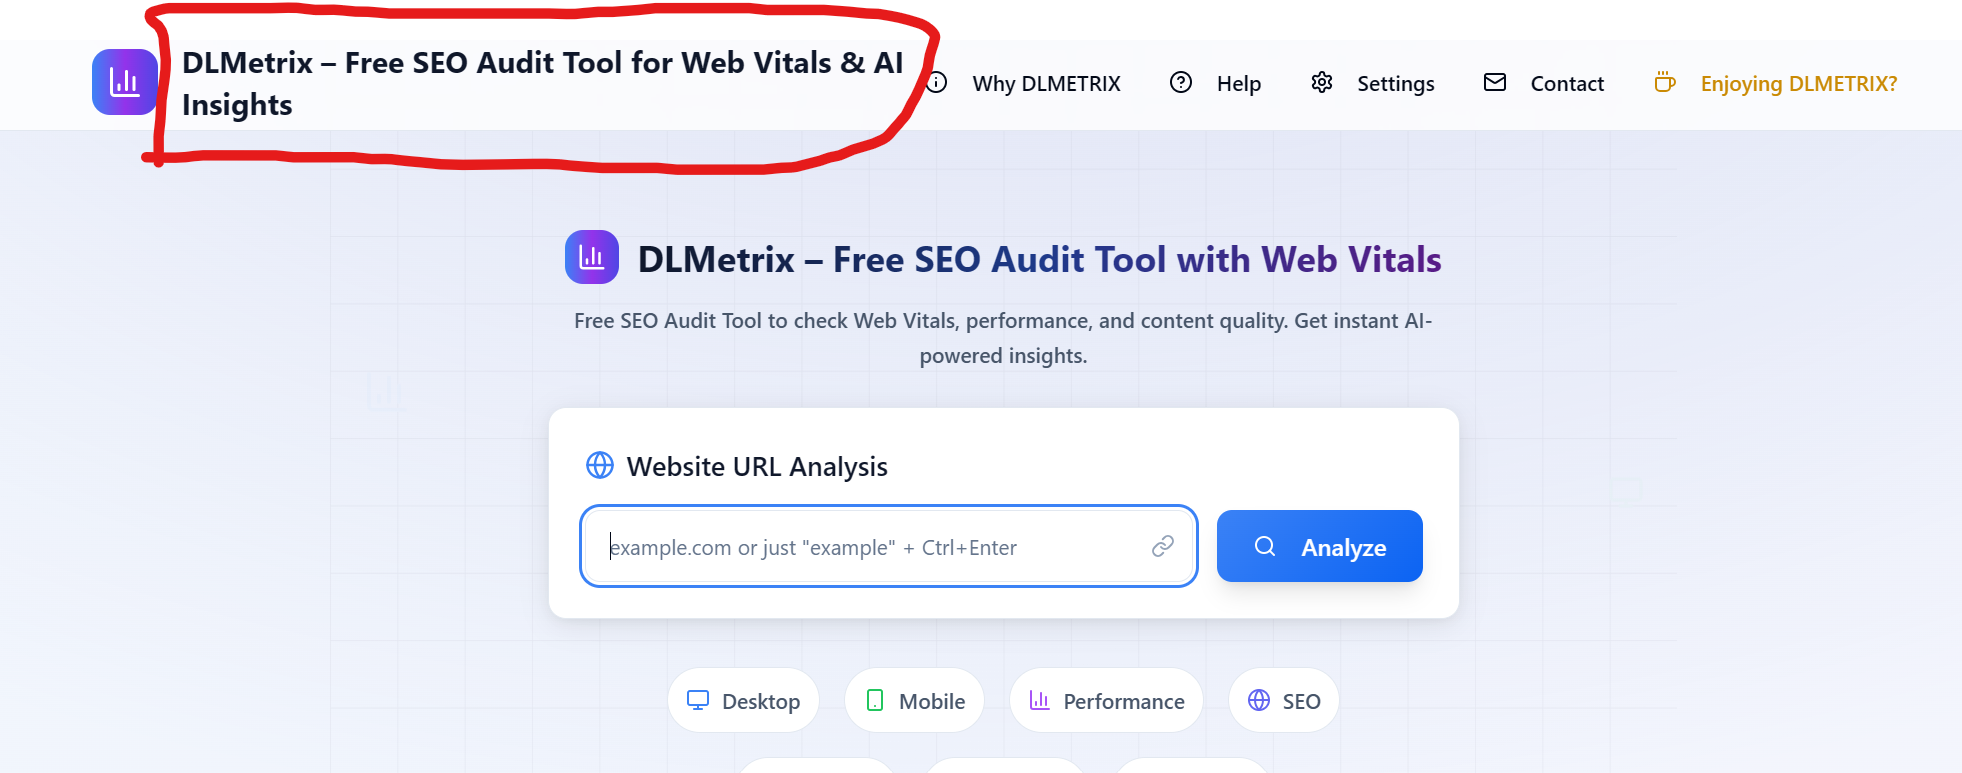 DLMetrix – Free SEO Audit Tool for Web Vitals & AI
Insights
Why DLMETRIX
Help
Settings
Contact
Enjoying DLMETRIX?
DLMetrix – Free SEO Audit Tool with Web Vitals
Free SEO Audit Tool to check Web Vitals, performance, and content quality. Get instant AI-
powered insights.
Website URL Analysis
example.com or just "example" + Ctrl+Enter
Analyze
Desktop
Mobile
Performance
SEO